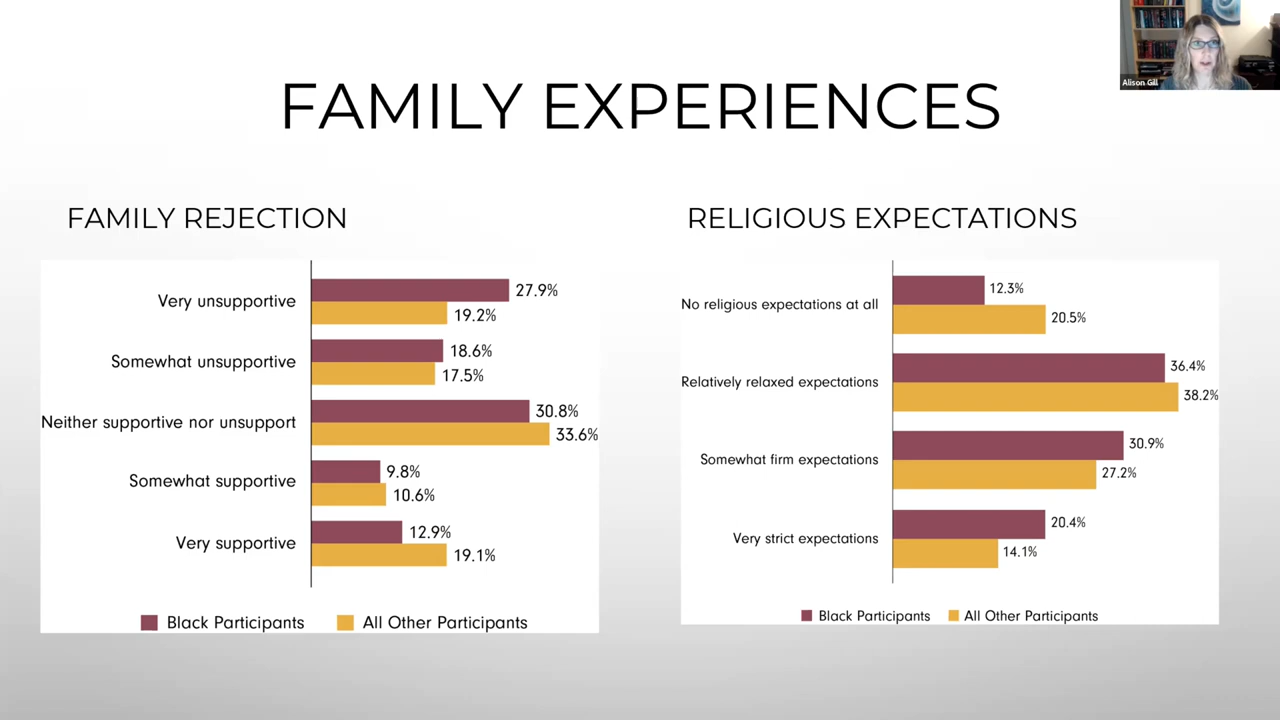 Alison Gill
FAMILY EXPERIENCES
FAMILY REJECTION
Very unsupportive
27.9%
19.2%
Somewhat unsupportive
18.6%
17.5%
Neither supportive nor unsupport
30.8%
33.6%
Somewhat supportive
9.8%
10.6%
Very supportive
12.9%
19.1%
Black Participants
All Other Participants
RELIGIOUS EXPECTATIONS
No religious expectations at all
12.3%
20.5%
Relatively relaxed expectations
36.4%
38.2%
Somewhat firm expectations
30.9%
27.2%
Very strict expectations
20.4%
14.1%
Black Participants
All Other Participants